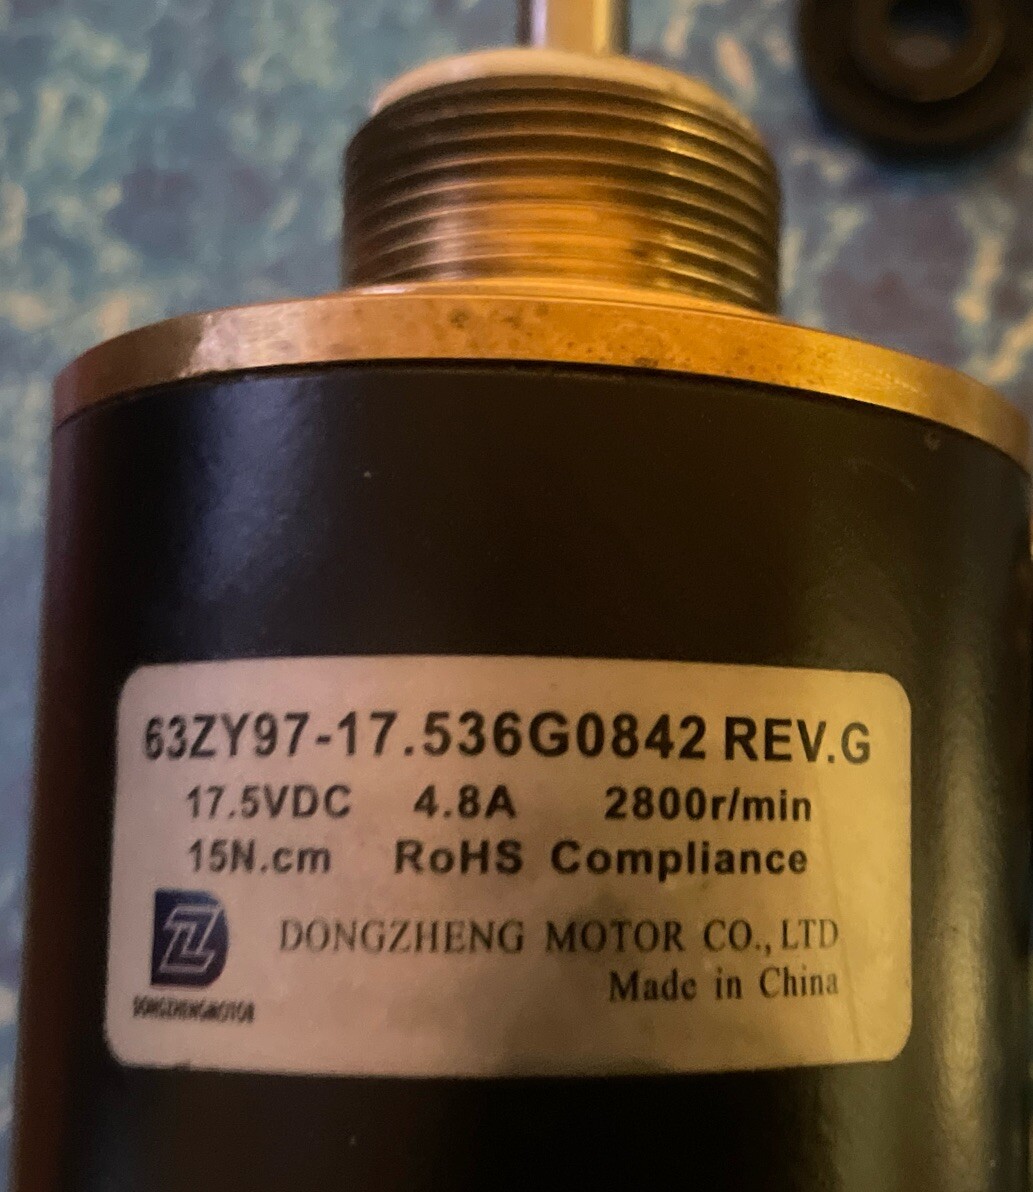 63ZY97-17.536G0842 REV.G
17.5VDC 4.8A 2800r/min
15N.cm RoHS Compliance
DONGZHENG MOTOR CO., LTD
Made in China
DONGZHENGMOTOR